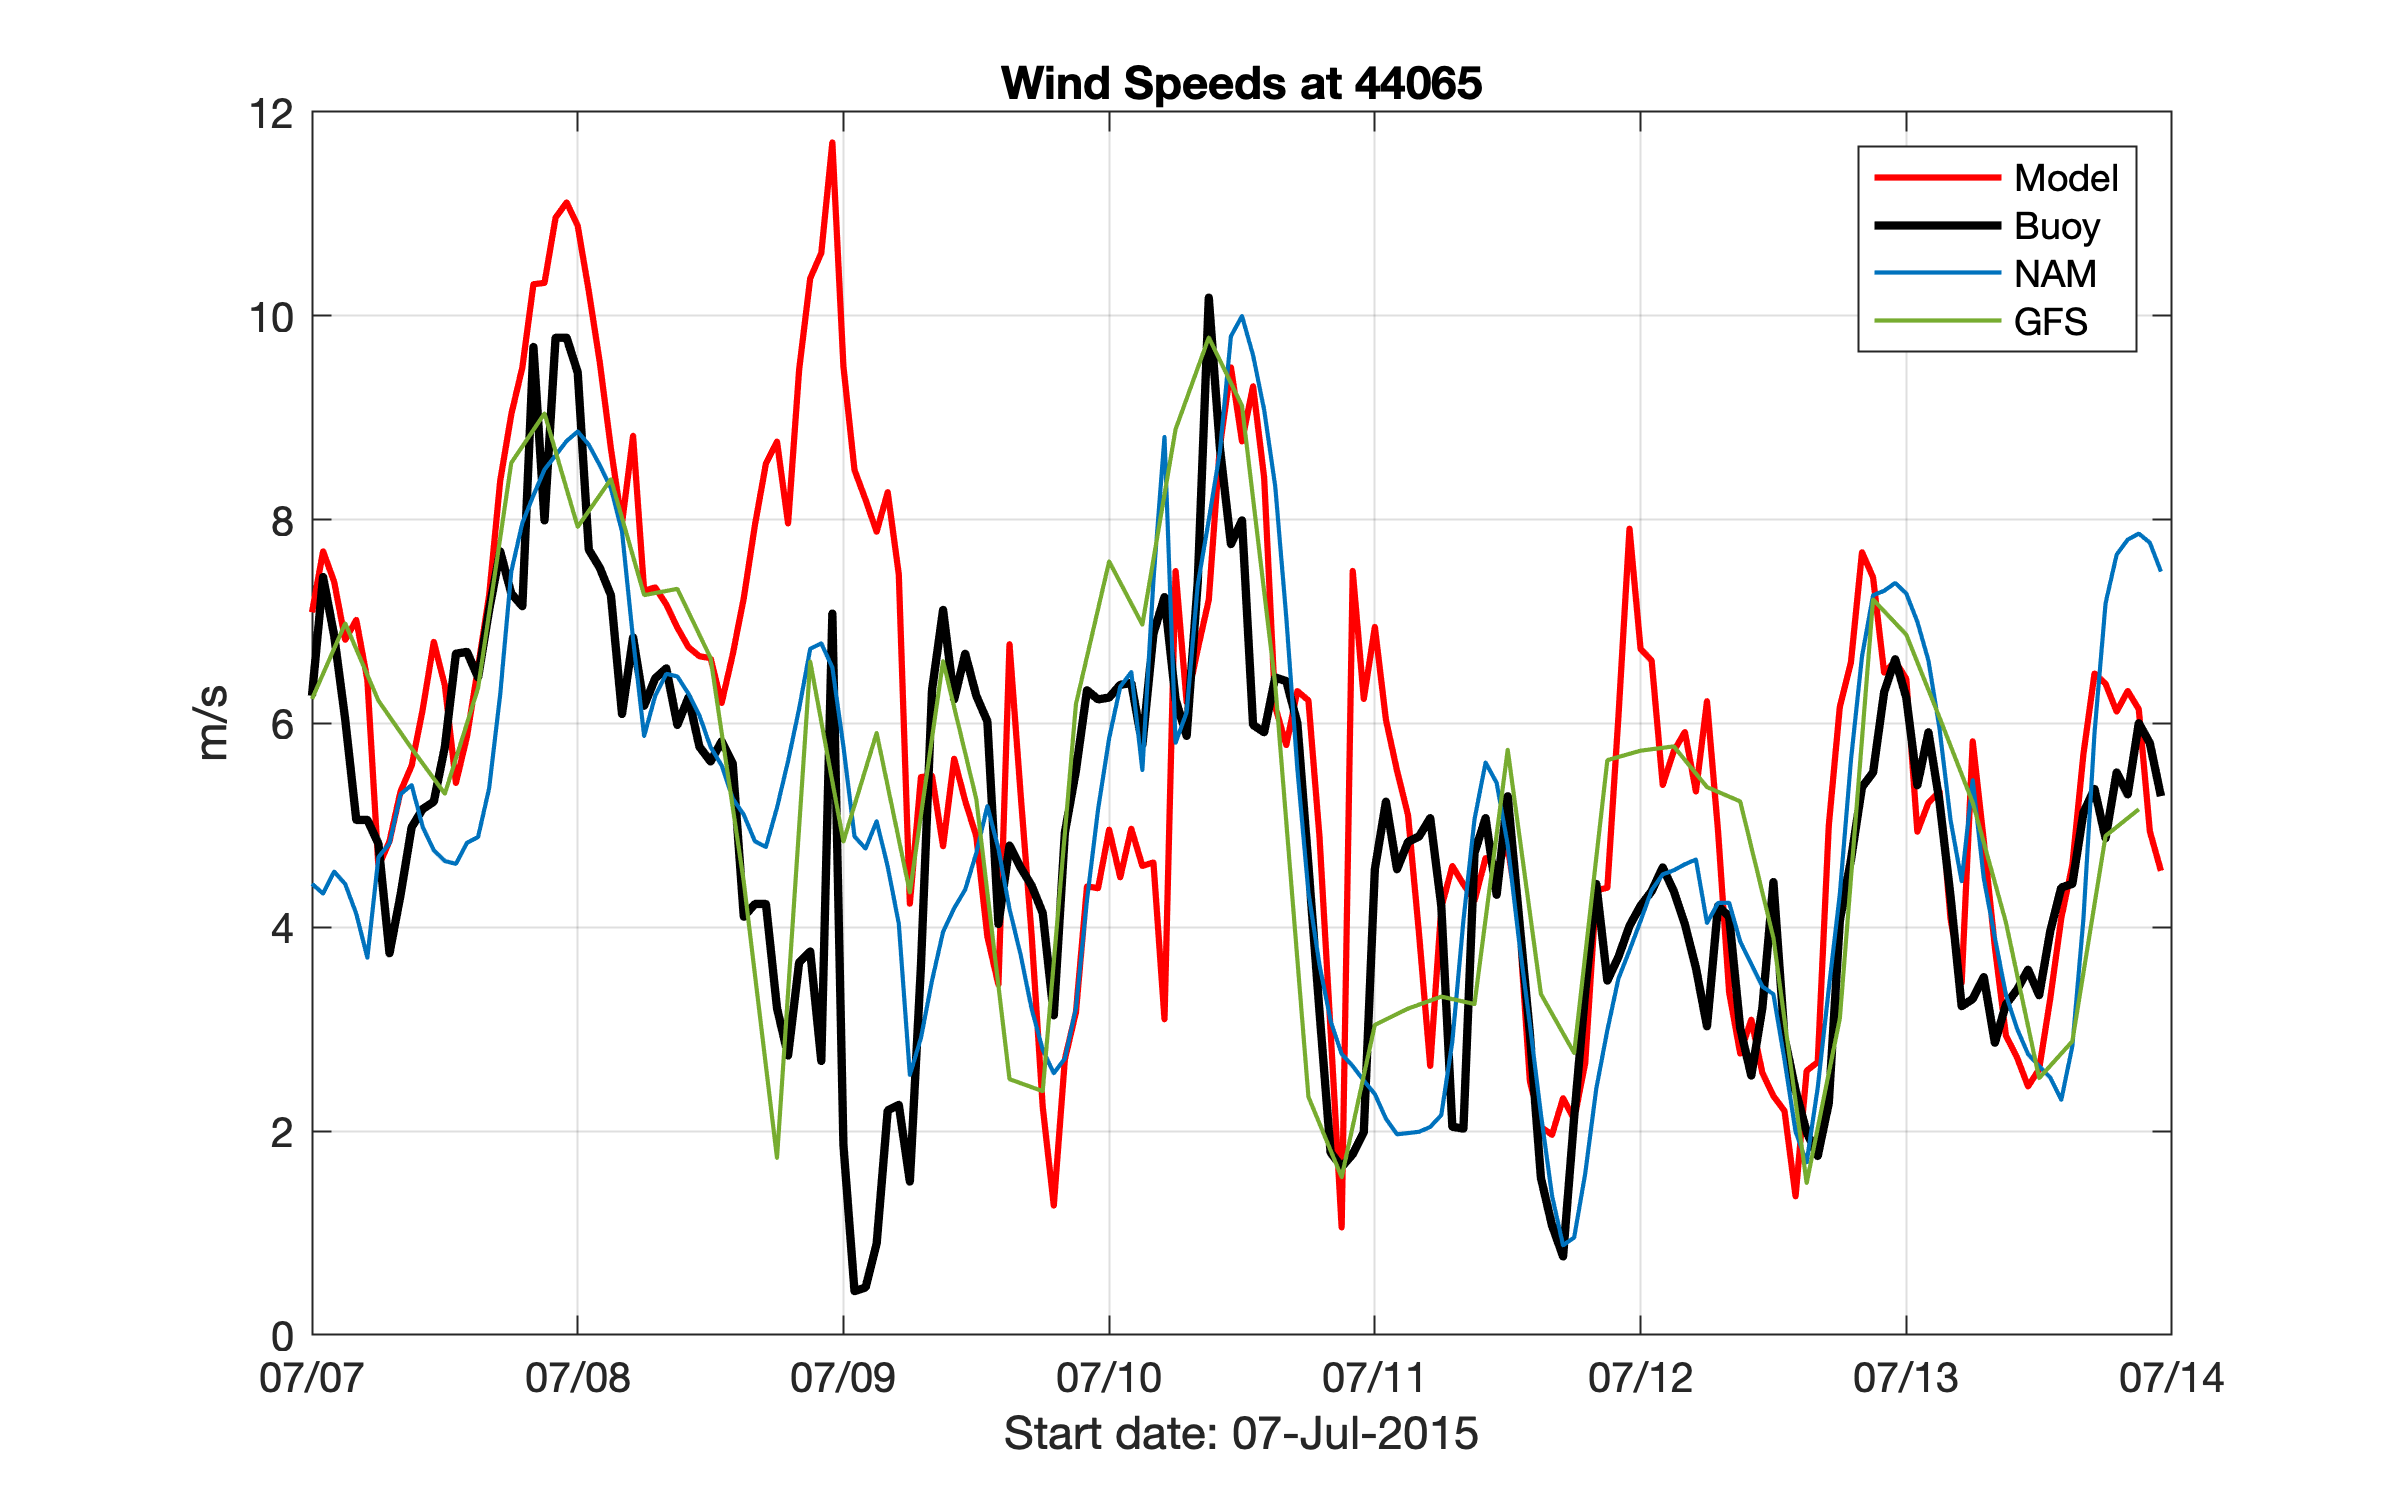 Wind Speeds at 44065
12
10
8
6
4
2
0
m/s
Model
Buoy
NAM
GFS
07/07 07/08 07/09 07/10 07/11 07/12 07/13 07/14
Start date: 07-Jul-2015